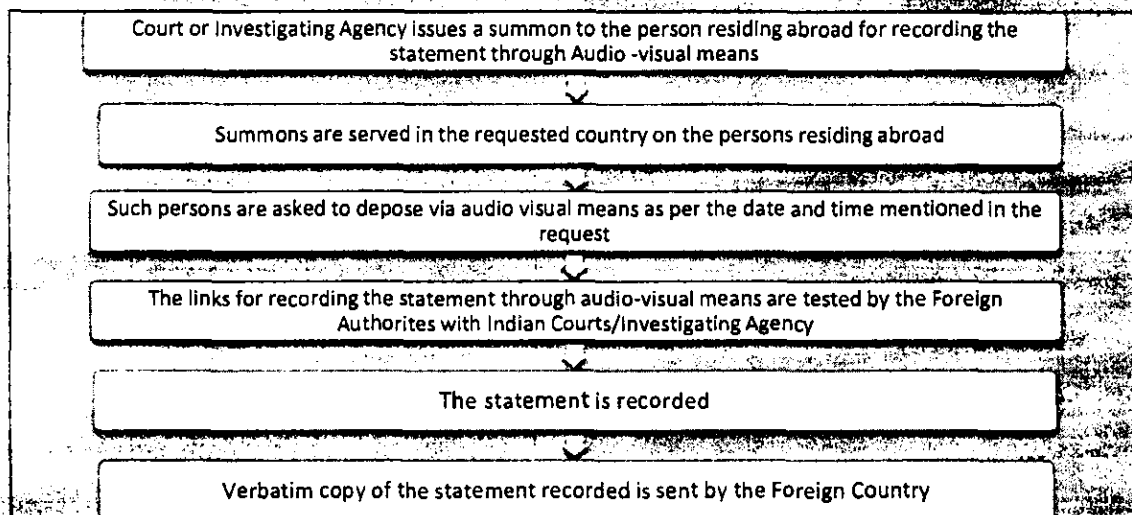 Court or Investigating Agency issues a summon to the person residing abroad for recording the
statement through Audio -visual means
Summons are served in the requested country on the persons residing abroad
Such persons are asked to depose via audio visual means as per the date and time mentioned in the
request
The links for recording the statement through audio-visual means are tested by the Foreign
Authorites with Indian Courts/Investigating Agency
The statement is recorded
Verbatim copy of the statement recorded is sent by the Foreign Country